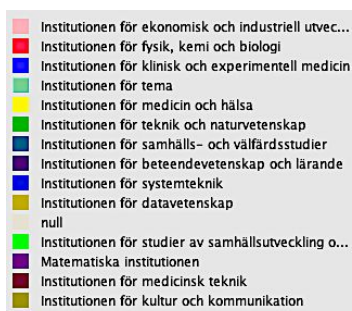 Institutionen för ekonomisk och industriell utvec...
Institutionen för fysik, kemi och biologi
Institutionen för klinisk och experimentell medicin
Institutionen för tema
Institutionen för medicin och hälsa
Institutionen för teknik och naturvetenskap
Institutionen för samhälls- och välfärdsstudier
Institutionen för beteendevetenskap och lärande
Institutionen för systemteknik
Institutionen för datavetenskap
null
Institutionen för studier av samhällsutveckling o...
Matematiska institutionen
Institutionen för medicinsk teknik
Institutionen för kultur och kommunikation